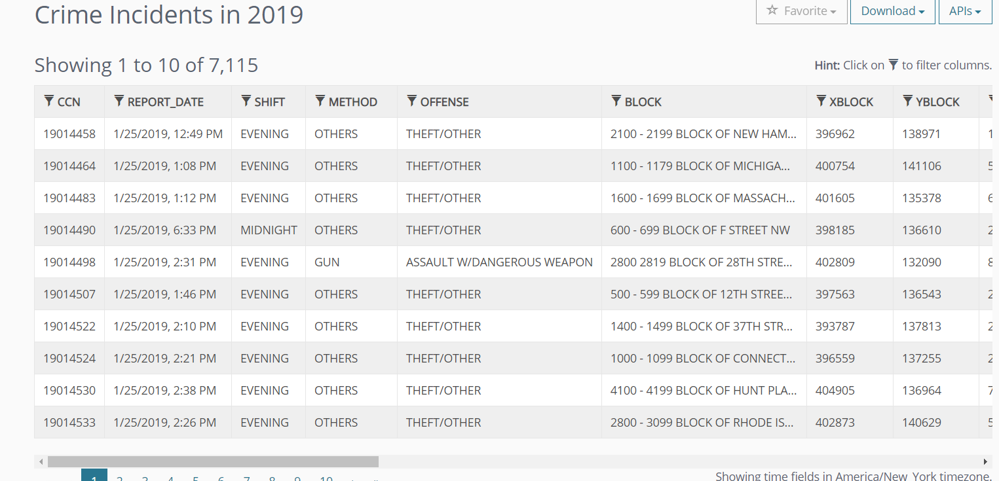 Crime Incidents in 2019
Favorite Download APIs
Showing 1 to 10 of 7,115
Hint: Click on to filter columns.
CCN REPORT_DATE SHIFT METHOD OFFENSE BLOCK XBLOCK YBLOCK
19014458 1/25/2019, 12:49 PM EVENING OTHERS THEFT/OTHER 2100 - 2199 BLOCK OF NEW HAM... 396962 138971
19014464 1/25/2019, 1:08 PM EVENING OTHERS THEFT/OTHER 1100 - 1179 BLOCK OF MICHIGA... 400754 141106
19014483 1/25/2019, 1:12 PM EVENING OTHERS THEFT/OTHER 1600 - 1699 BLOCK OF MASSACH... 401605 135378
19014490 1/25/2019, 6:33 PM MIDNIGHT OTHERS THEFT/OTHER 600 - 699 BLOCK OF F STREET NW 398185 136610
19014498 1/25/2019, 2:31 PM EVENING GUN ASSAULT W/DANGEROUS WEAPON 2800 2819 BLOCK OF 28TH STRE... 402809 132090
19014507 1/25/2019, 1:46 PM EVENING OTHERS THEFT/OTHER 500 - 599 BLOCK OF 12TH STREE... 397563 136543
19014522 1/25/2019, 2:10 PM EVENING OTHERS THEFT/OTHER 1400 - 1499 BLOCK OF 37TH STR... 393787 137813
19014524 1/25/2019, 2:21 PM EVENING OTHERS THEFT/OTHER 1000 - 1099 BLOCK OF CONNECT... 396559 137255
19014530 1/25/2019, 2:38 PM EVENING OTHERS THEFT/OTHER 4100 - 4199 BLOCK OF HUNT PLA... 404905 136964
19014533 1/25/2019, 2:26 PM EVENING OTHERS THEFT/OTHER 2800 - 3099 BLOCK OF RHODE IS... 402873 140629
1 2 3 4 5 6 7 8 9 10
Showing time fields in America/New_York timezone.